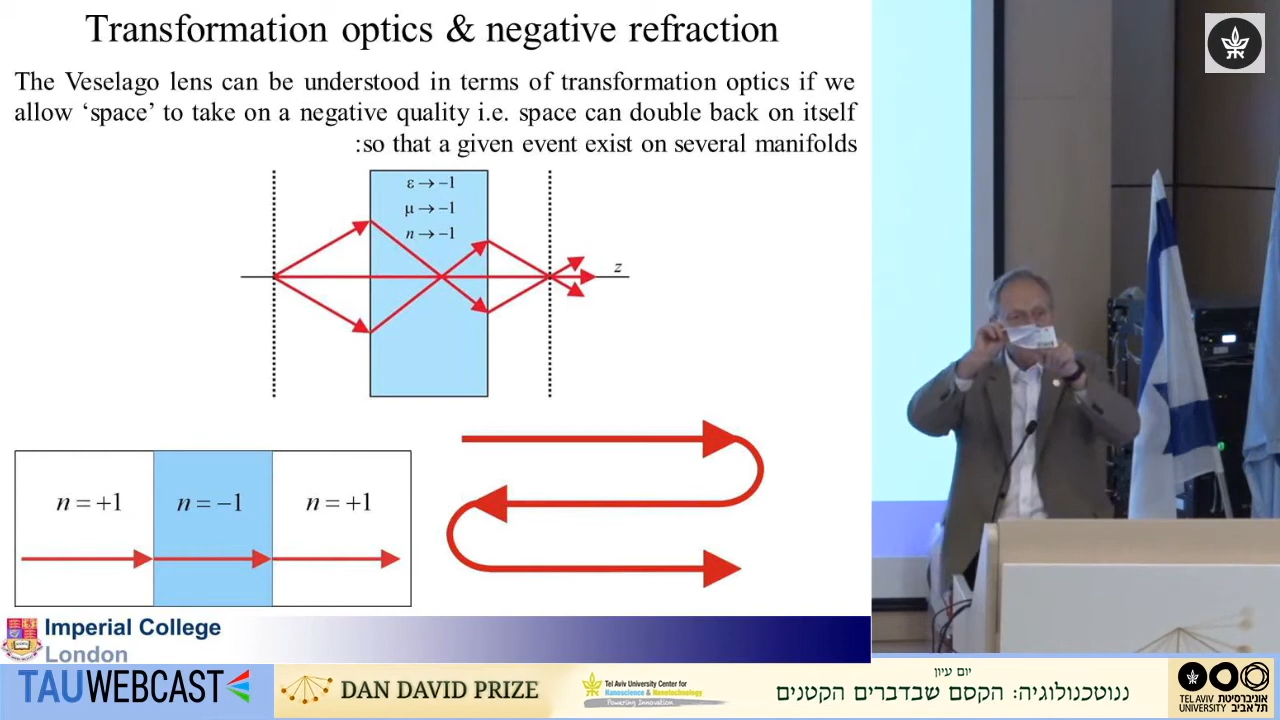 Transformation optics & negative refraction
The Veselago lens can be understood in terms of transformation optics if we
allow ‘space’ to take on a negative quality i.e. space can double back on itself
:so that a given event exist on several manifolds
ε → −1
μ → −1
n → −1
z
n = +1
n = −1
n = +1
Imperial College
London
TAUWEBCAST
DAN DAVID PRIZE
Tel Aviv University Center for
Nanoscience & Nanotechnology
Powering Innovation
יום עיון
ננוטכנולוגיה: הקסם שבדברים הקטנים
TEL AVIV אוניברסיטת
UNIVERSITY תל אביב